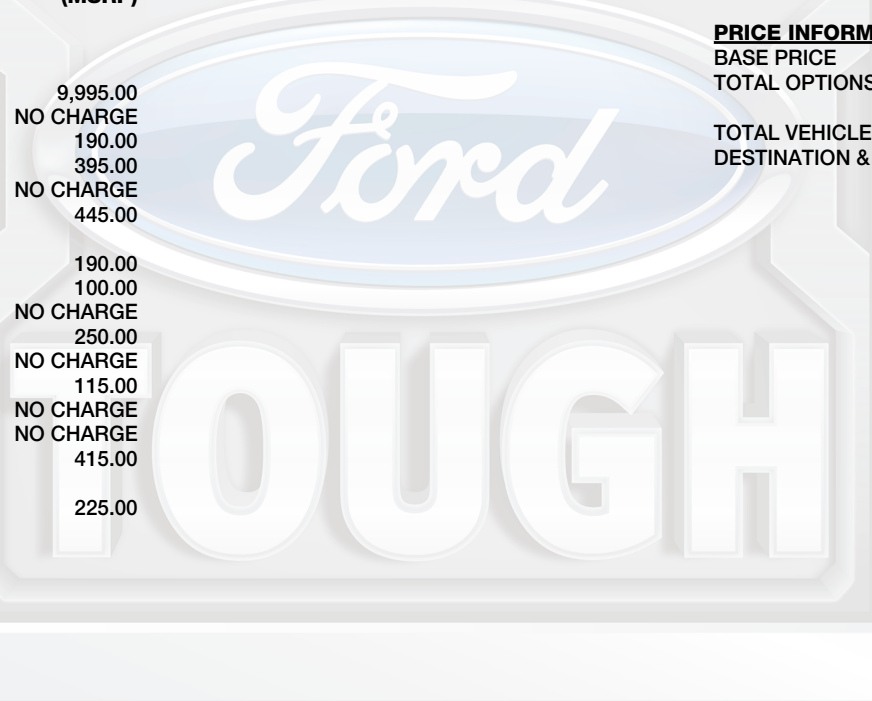 (MSRP)
9,995.00
NO CHARGE
190.00
395.00
NO CHARGE
445.00
190.00
100.00
NO CHARGE
250.00
NO CHARGE
115.00
NO CHARGE
NO CHARGE
415.00
225.00
PRICE INFORM
BASE PRICE
TOTAL OPTIONS
TOTAL VEHICLE
DESTINATION &
Ford
TOUGH